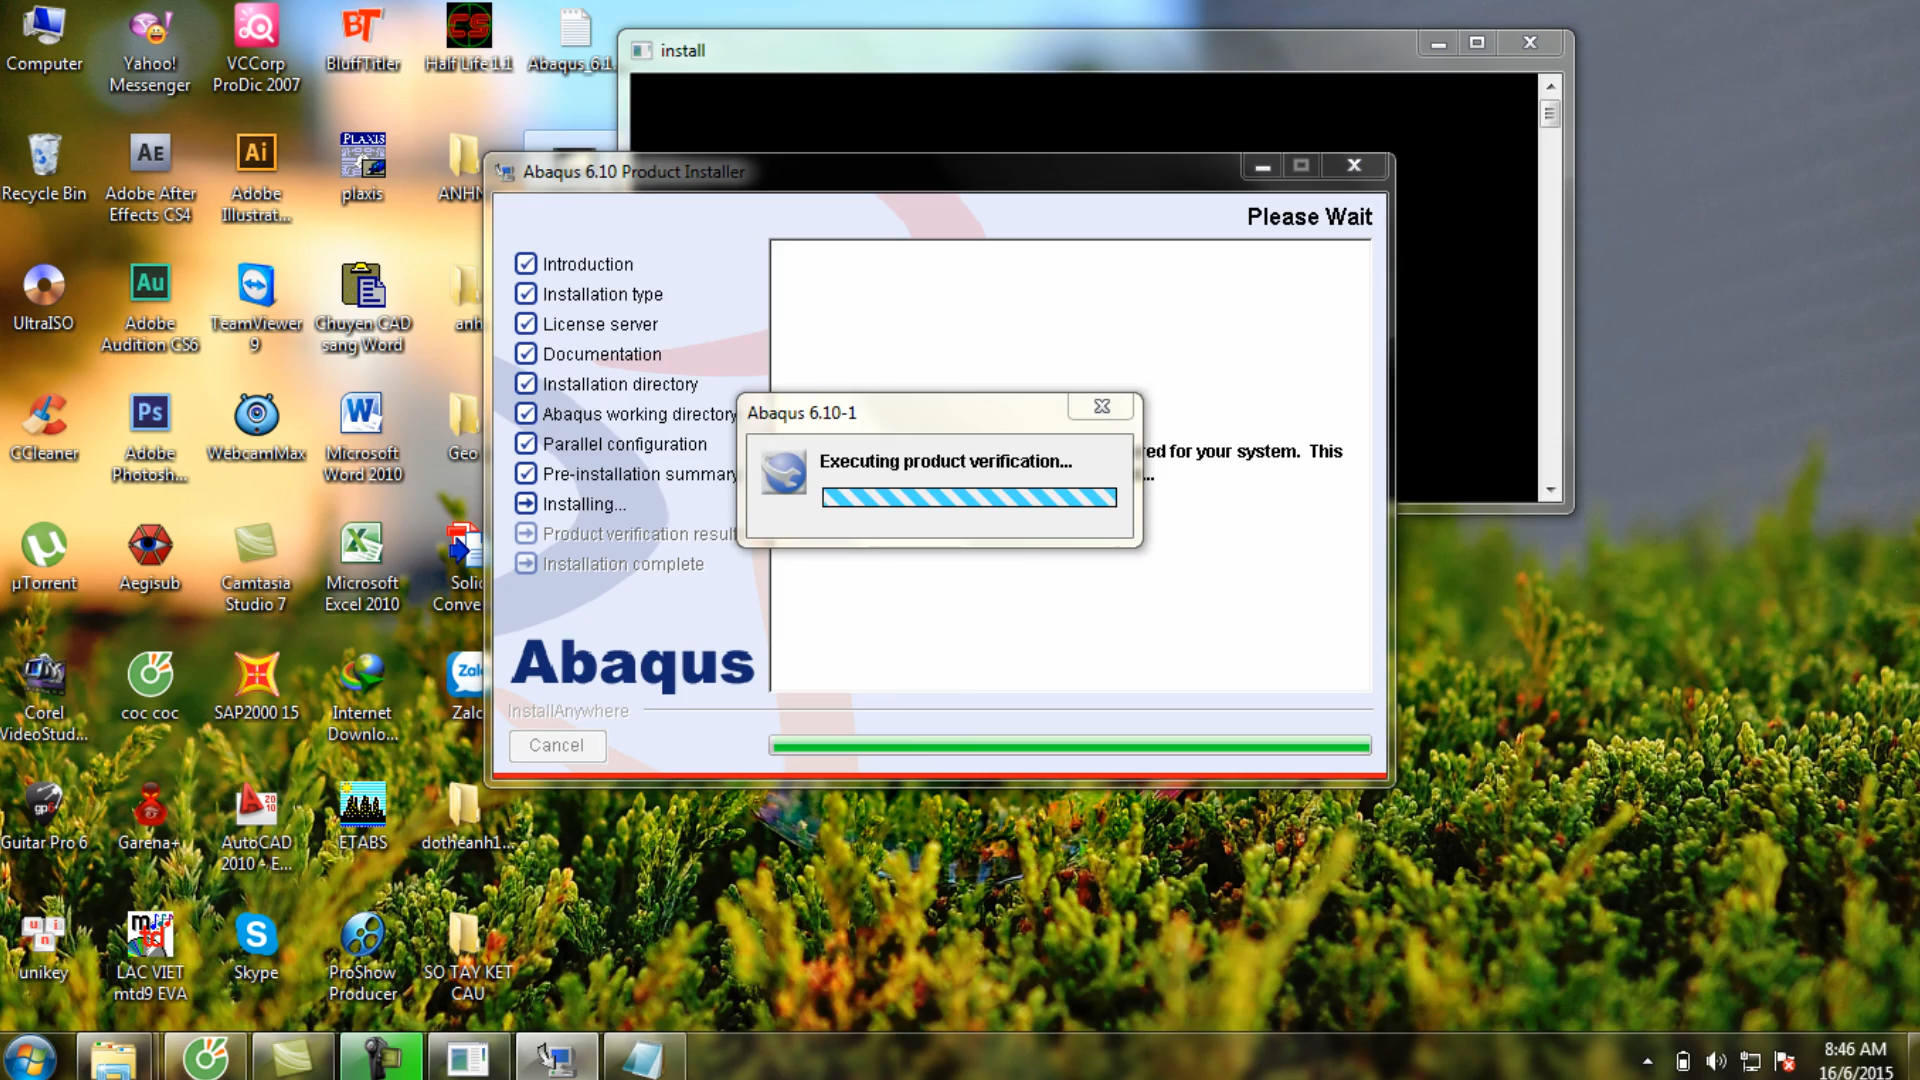 Computer
Yahoo!
Messenger
VCCorp
ProDic 2007
BluffTitler
Half Life 1.1
Abaqus_6.1
Recycle Bin
Adobe After
Effects CS4
Adobe
Illustrat...
PLAXIS
plaxis
ANHN
UltraISO
Adobe
Audition CS6
TeamViewer
9
Chuyen CAD
sang Word
anh
CCleaner
Adobe
Photosh...
WebcamMax
Microsoft
Word 2010
Geo
µTorrent
Aegisub
Camtasia
Studio 7
Microsoft
Excel 2010
Solid
Conve
Corel
VideoStud...
coc coc
SAP2000 15
Internet
Downlo...
Zalo
Guitar Pro 6
Garena+
AutoCAD
2010 - E...
ETABS
dotheanh1...
unikey
LAC VIET
mtd9 EVA
Skype
ProShow
Producer
SO TAY KET
CAU
install
Abaqus 6.10 Product Installer
Please Wait
Introduction
Installation type
License server
Documentation
Installation directory
Abaqus working directory
Parallel configuration
Pre-installation summary
Installing...
Product verification result
Installation complete
Abaqus
InstallAnywhere
Cancel
red for your system. This
...
Abaqus 6.10-1
Executing product verification...
8:46 AM
16/6/2015